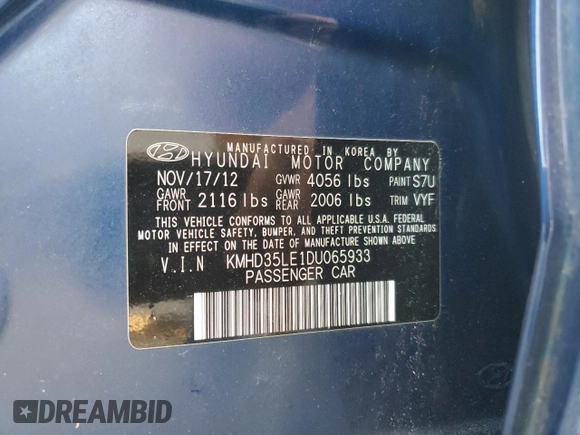 MANUFACTURED IN KOREA BY
HYUNDAI MOTOR COMPANY
NOV/17/12 GVWR 4056 lbs PAINT S7U
GAWR FRONT 2116 lbs GAWR REAR 2006 lbs TRIM VYF
THIS VEHICLE CONFORMS TO ALL APPLICABLE U.S.A. FEDERAL
MOTOR VEHICLE SAFETY, BUMPER, AND THEFT PREVENTION STANDARDS
IN EFFECT ON THE DATE OF MANUFACTURE SHOWN ABOVE.
V.I.N KMHD35LE1DU065933
PASSENGER CAR
DREAMBID